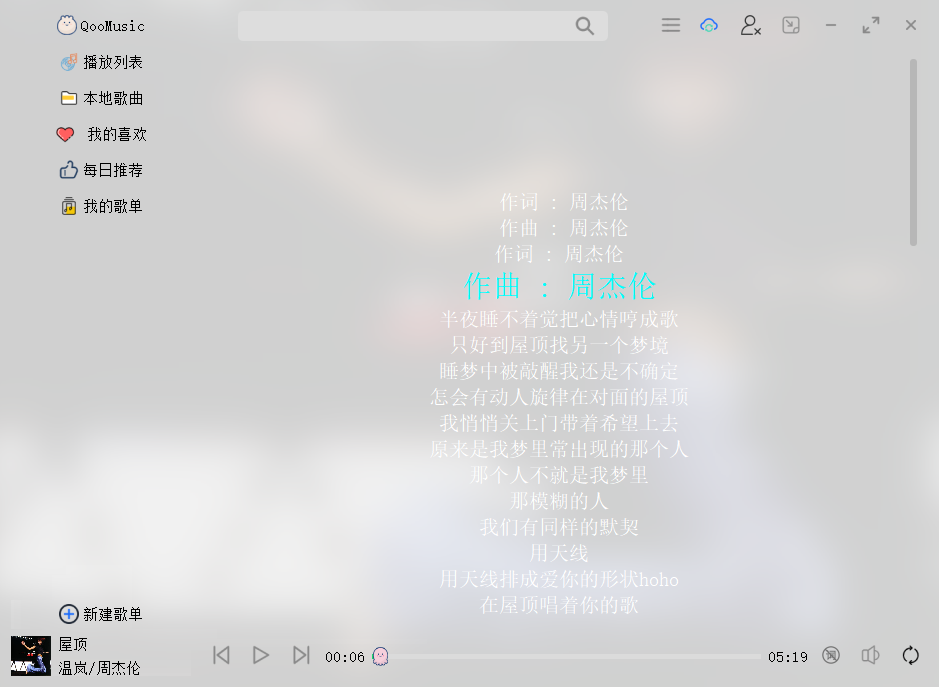 QooMusic
播放列表
本地歌曲
我的喜欢
每日推荐
我的歌单
作词 : 周杰伦
作曲 : 周杰伦
作词 : 周杰伦
作曲 : 周杰伦
半夜睡不着觉把心情哼成歌
只好到屋顶找另一个梦境
睡梦中被敲醒我还是不确定
怎会有动人旋律在对面的屋顶
我悄悄关上门带着希望上去
原来是我梦里常出现的那个人
那个人不就是我梦里
那模糊的人
我们有同样的默契
用天线
用天线排成爱你的形状hoho
在屋顶唱着你的歌
新建歌单
屋顶
温岚/周杰伦
00:06
05:19